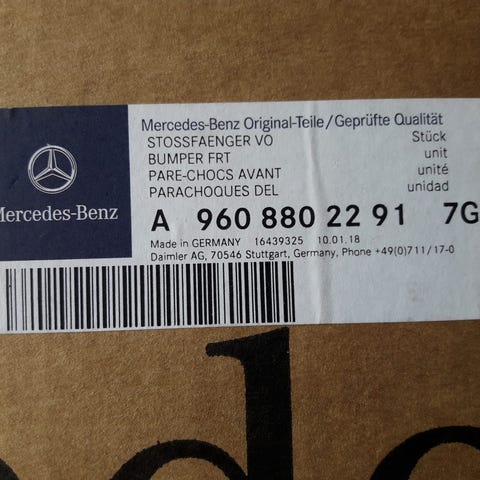 Mercedes-Benz
Mercedes-Benz Original-Teile/Geprüfte Qualität
STOSSFAENGER VO Stück
BUMPER FRT unit
PARE-CHOCS AVANT unité
PARACHOQUES DEL unidad
A 960 880 22 91 7G
Made in GERMANY 16439325 10.01.18
Daimler AG, 70546 Stuttgart, Germany, Phone +49(0)711/17-0